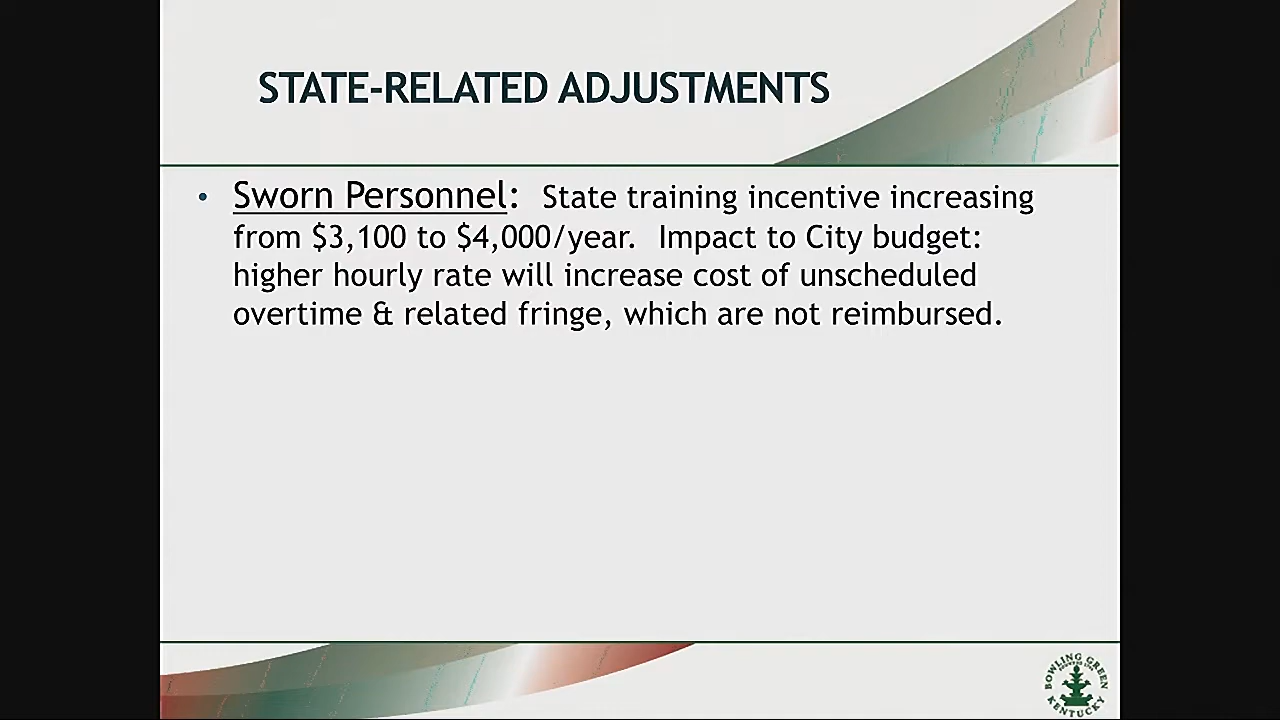 STATE-RELATED ADJUSTMENTS
• Sworn Personnel: State training incentive increasing
from $3,100 to $4,000/year. Impact to City budget:
higher hourly rate will increase cost of unscheduled
overtime & related fringe, which are not reimbursed.
BOWLING GREEN
KENTUCKY